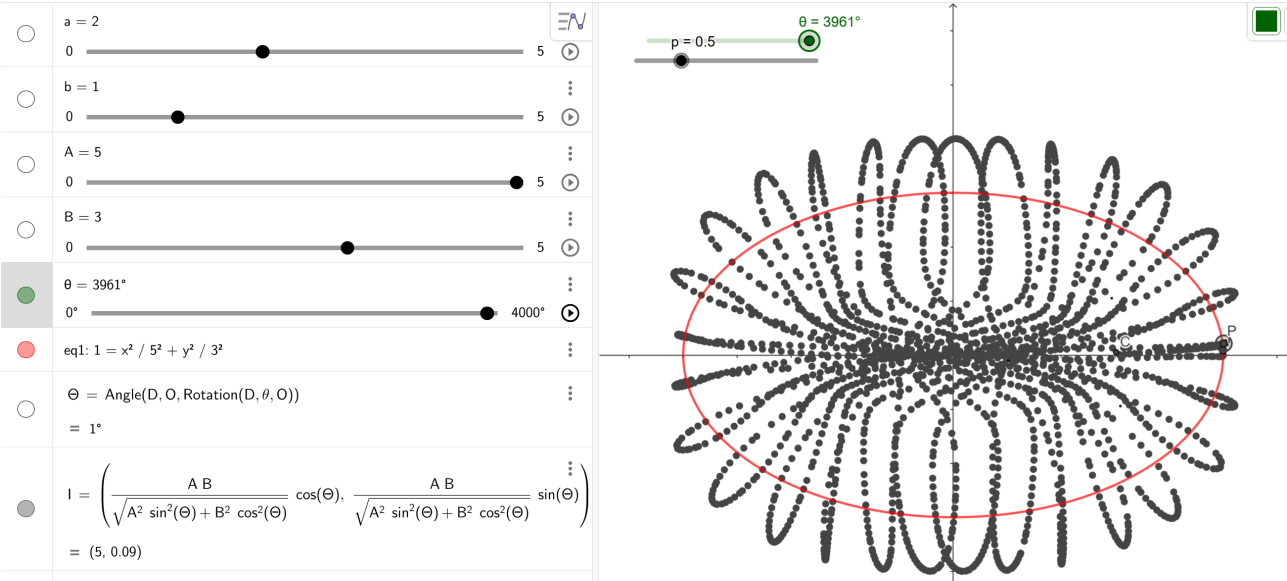 a = 2
0 5
b = 1
0 5
A = 5
0 5
B = 3
0 5
θ = 3961°
0° 4000°
eq1: 1 = x² / 5² + y² / 3²
Θ = Angle(D, O, Rotation(D, θ, O))
= 1°
I = ( A B / √(A² sin²(Θ) + B² cos²(Θ)) cos(Θ), A B / √(A² sin²(Θ) + B² cos²(Θ)) sin(Θ) )
= (5, 0.09)
θ = 3961°
p = 0.5
C
P